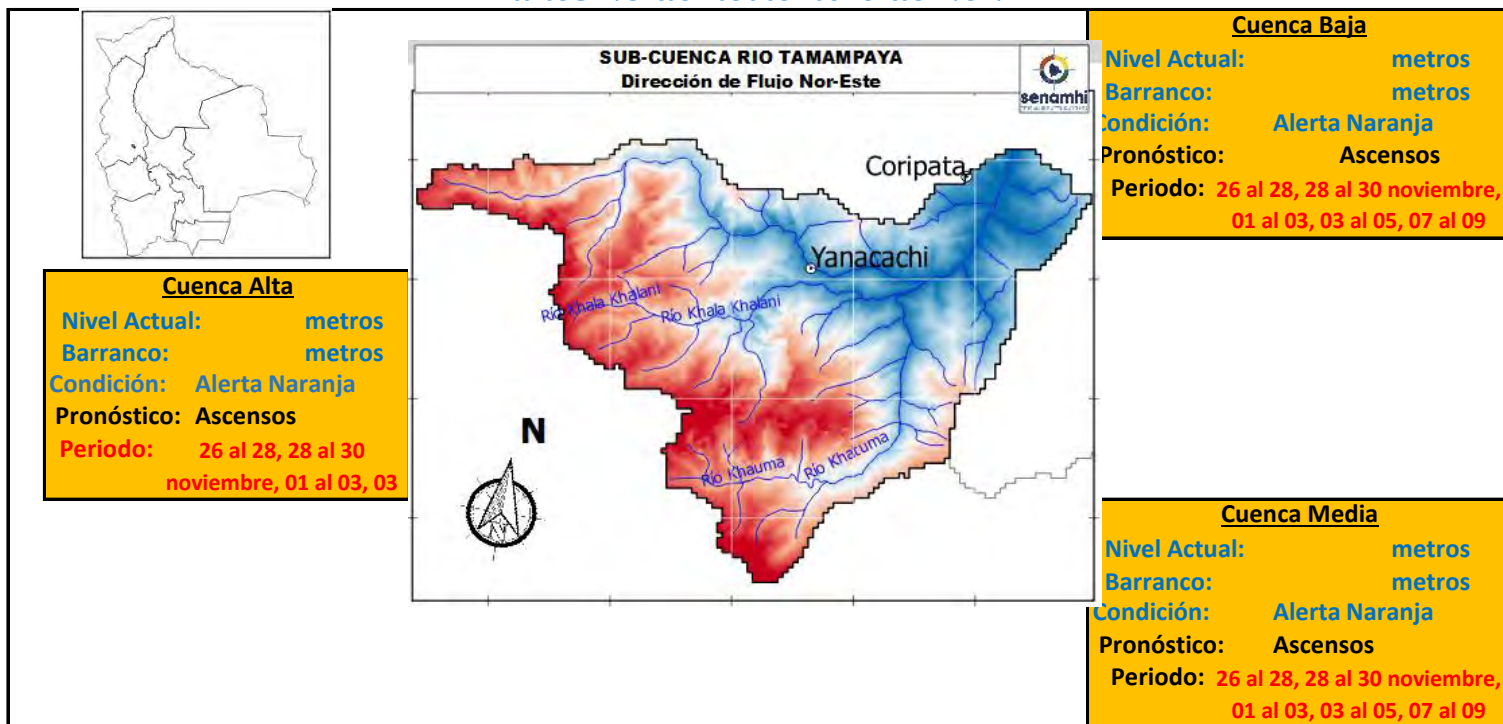 SUB-CUENCA RIO TAMAMPAYA
Dirección de Flujo Nor-Este
senamhi
Coripata
Yanacachi
Río Khala Khalani
Río Khala Khalani
Río Khauma
Río Khatuma
N
Cuenca Baja
Nivel Actual: metros
Barranco: metros
Condición: Alerta Naranja
Pronóstico: Ascensos
Periodo: 26 al 28, 28 al 30 noviembre,
01 al 03, 03 al 05, 07 al 09
Cuenca Alta
Nivel Actual: metros
Barranco: metros
Condición: Alerta Naranja
Pronóstico: Ascensos
Periodo: 26 al 28, 28 al 30
noviembre, 01 al 03, 03
Cuenca Media
Nivel Actual: metros
Barranco: metros
Condición: Alerta Naranja
Pronóstico: Ascensos
Periodo: 26 al 28, 28 al 30 noviembre,
01 al 03, 03 al 05, 07 al 09